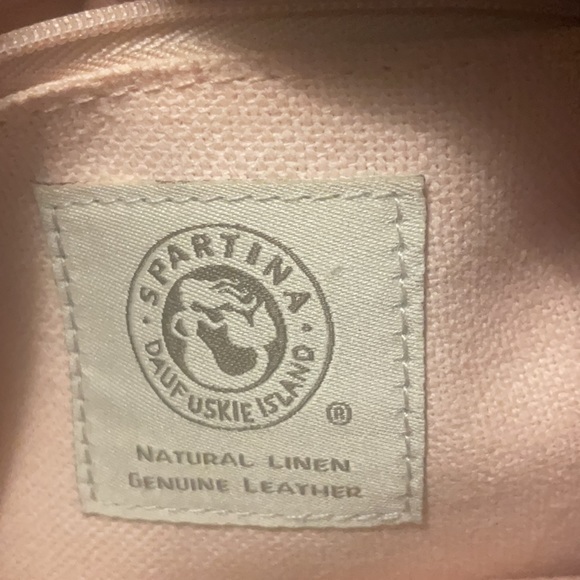 · SPARTINA ·
DAUFUSKIE ISLAND
®
NATURAL LINEN
GENUINE LEATHER